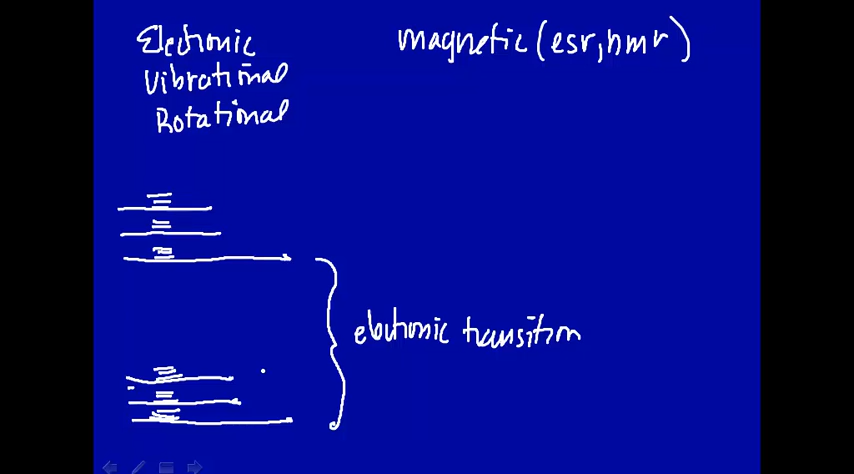 Electronic
Vibrational
Rotational
magnetic (esr, nmr)
electronic transition